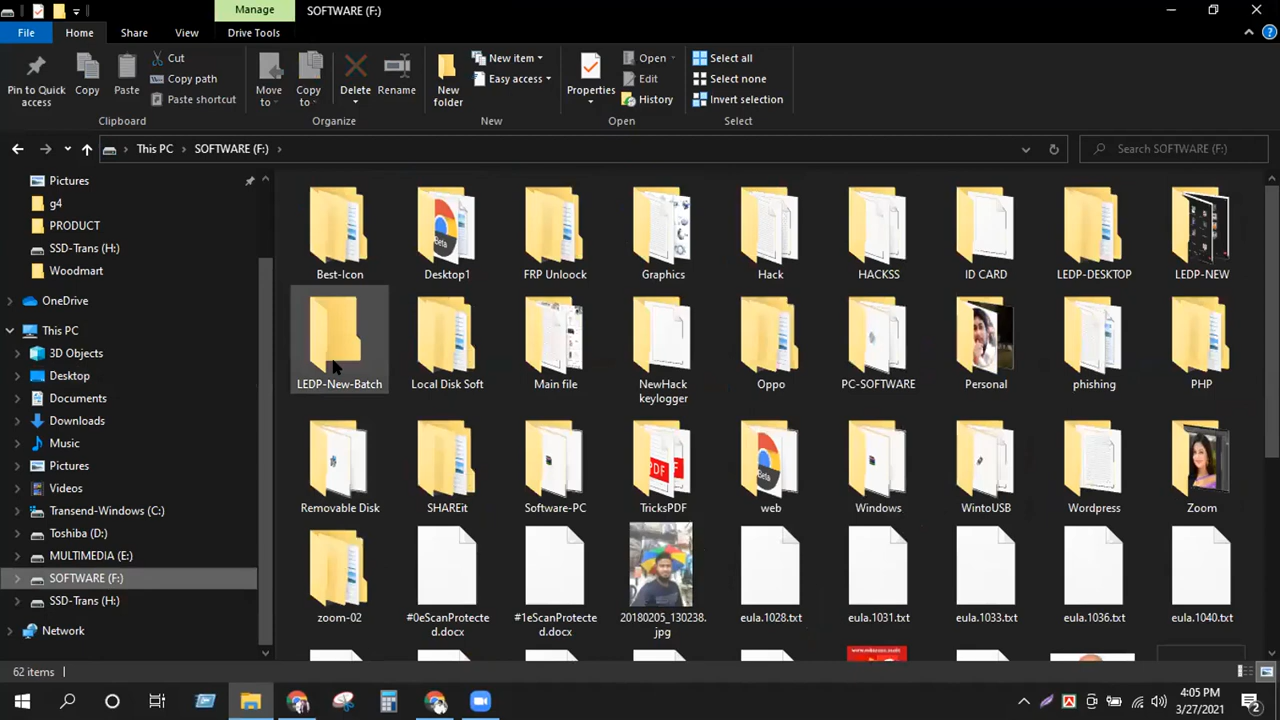 Manage
SOFTWARE (F:)
File
Home
Share
View
Drive Tools
Pin to Quick access
Copy
Paste
Cut
Copy path
Paste shortcut
Clipboard
Move to
Copy to
Delete
Rename
Organize
New folder
New item
Easy access
New
Properties
Open
Edit
History
Open
Select all
Select none
Invert selection
Select
This PC
SOFTWARE (F:)
Search SOFTWARE (F:)
Pictures
g4
PRODUCT
SSD-Trans (H:)
Woodmart
OneDrive
This PC
3D Objects
Desktop
Documents
Downloads
Music
Pictures
Videos
Transend-Windows (C:)
Toshiba (D:)
MULTIMEDIA (E:)
SOFTWARE (F:)
SSD-Trans (H:)
Network
Best-Icon
Desktop1
FRP Unloock
Graphics
Hack
HACKSS
ID CARD
LEDP-DESKTOP
LEDP-NEW
LEDP-New-Batch
Local Disk Soft
Main file
NewHack keylogger
Oppo
PC-SOFTWARE
Personal
phishing
PHP
Removable Disk
SHAREit
Software-PC
TricksPDF
web
Windows
WintoUSB
Wordpress
Zoom
zoom-02
#0eScanProtected.docx
#1eScanProtected.docx
20180205_130238.jpg
eula.1028.txt
eula.1031.txt
eula.1033.txt
eula.1036.txt
eula.1040.txt
Beta
PDF
Beta
62 items
4:05 PM
3/27/2021
2